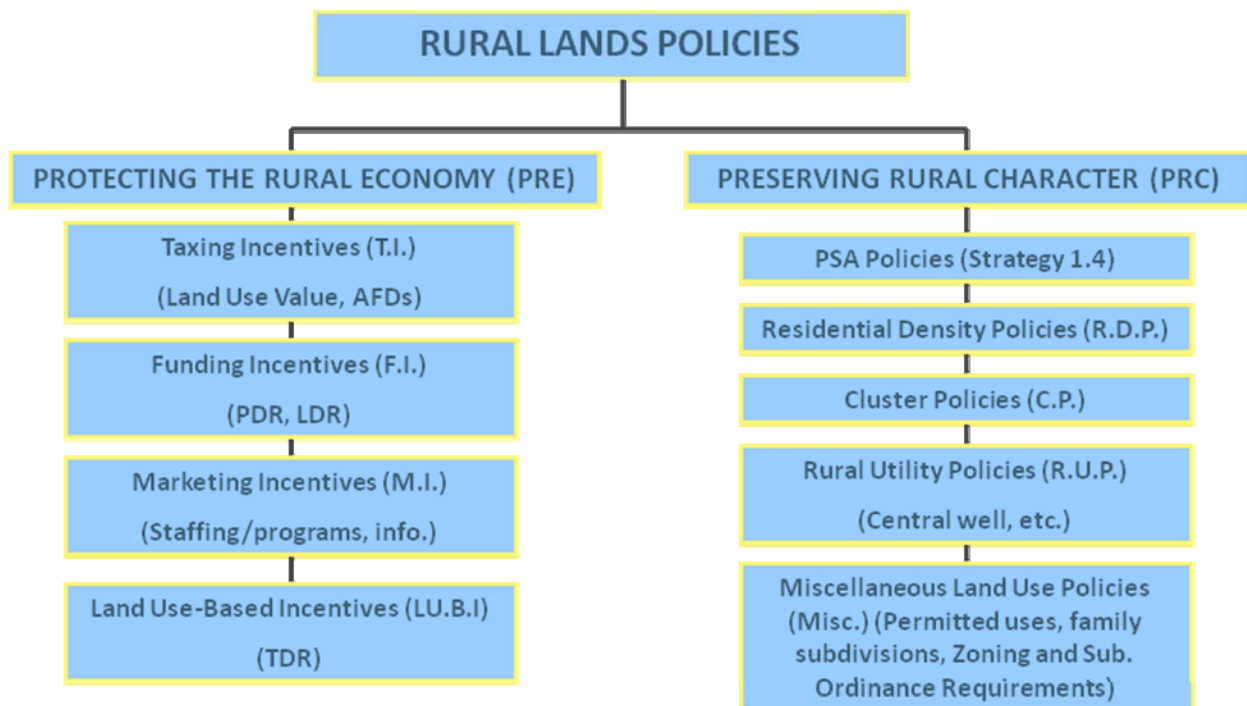 RURAL LANDS POLICIES
PROTECTING THE RURAL ECONOMY (PRE)
Taxing Incentives (T.I.)
(Land Use Value, AFDs)
Funding Incentives (F.I.)
(PDR, LDR)
Marketing Incentives (M.I.)
(Staffing/programs, info.)
Land Use-Based Incentives (LU.B.I)
(TDR)
PRESERVING RURAL CHARACTER (PRC)
PSA Policies (Strategy 1.4)
Residential Density Policies (R.D.P.)
Cluster Policies (C.P.)
Rural Utility Policies (R.U.P.)
(Central well, etc.)
Miscellaneous Land Use Policies
(Misc.) (Permitted uses, family
subdivisions, Zoning and Sub.
Ordinance Requirements)